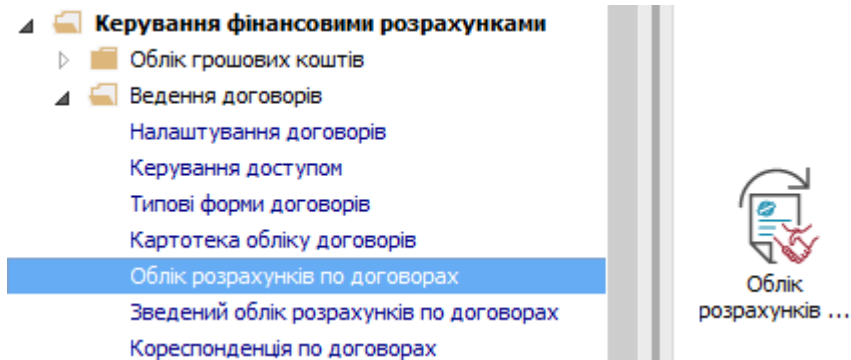 Керування фінансовими розрахунками
Облік грошових коштів
Ведення договорів
Налаштування договорів
Керування доступом
Типові форми договорів
Картотека обліку договорів
Облік розрахунків по договорах
Зведений облік розрахунків по договорах
Кореспонденція по договорах
Облік
розрахунків ...